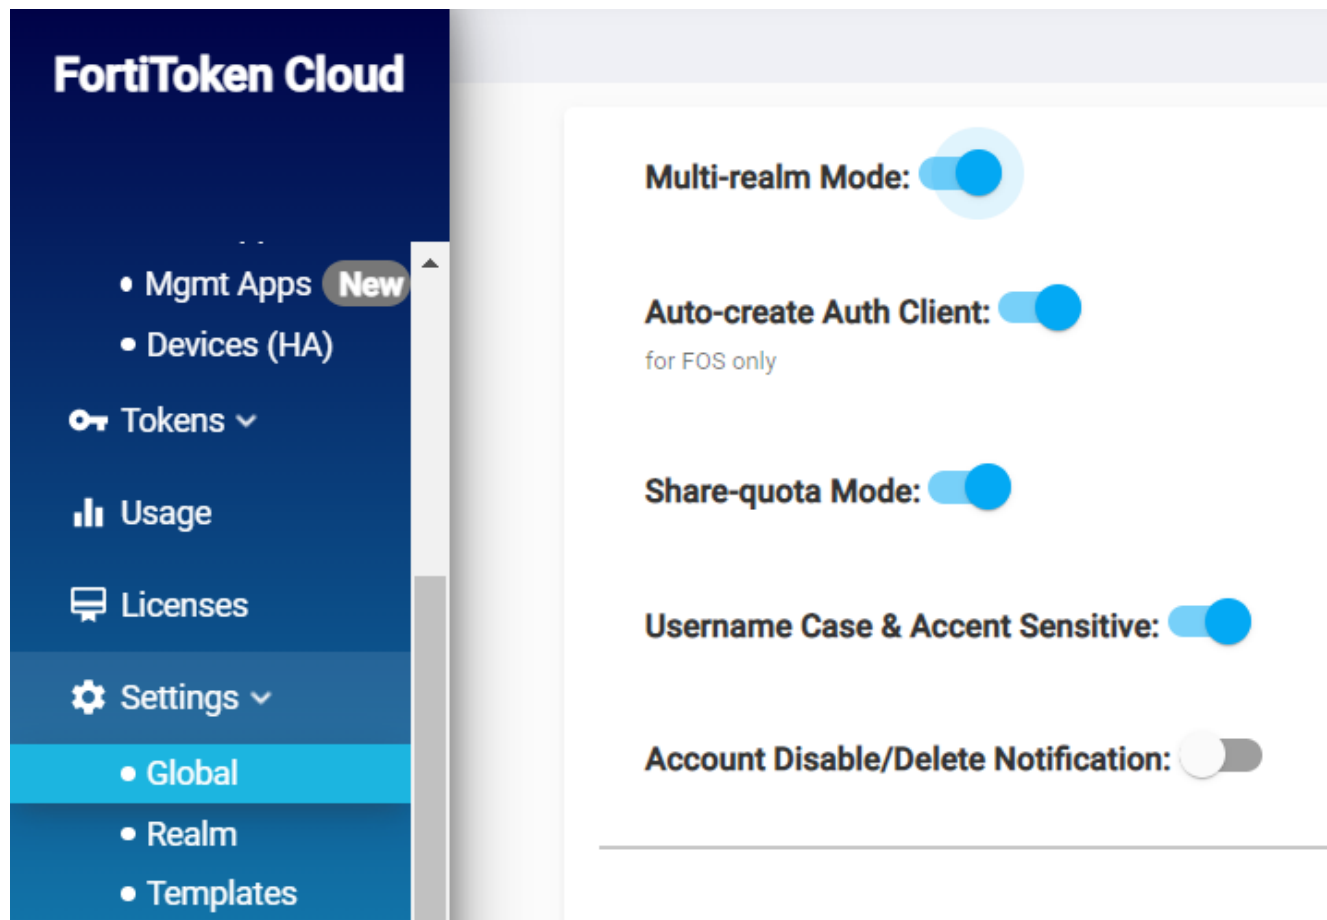 FortiToken Cloud
Mgmt Apps New
Devices (HA)
Tokens
Usage
Licenses
Settings
Global
Realm
Templates
Multi-realm Mode:
Auto-create Auth Client:
for FOS only
Share-quota Mode:
Username Case & Accent Sensitive:
Account Disable/Delete Notification: